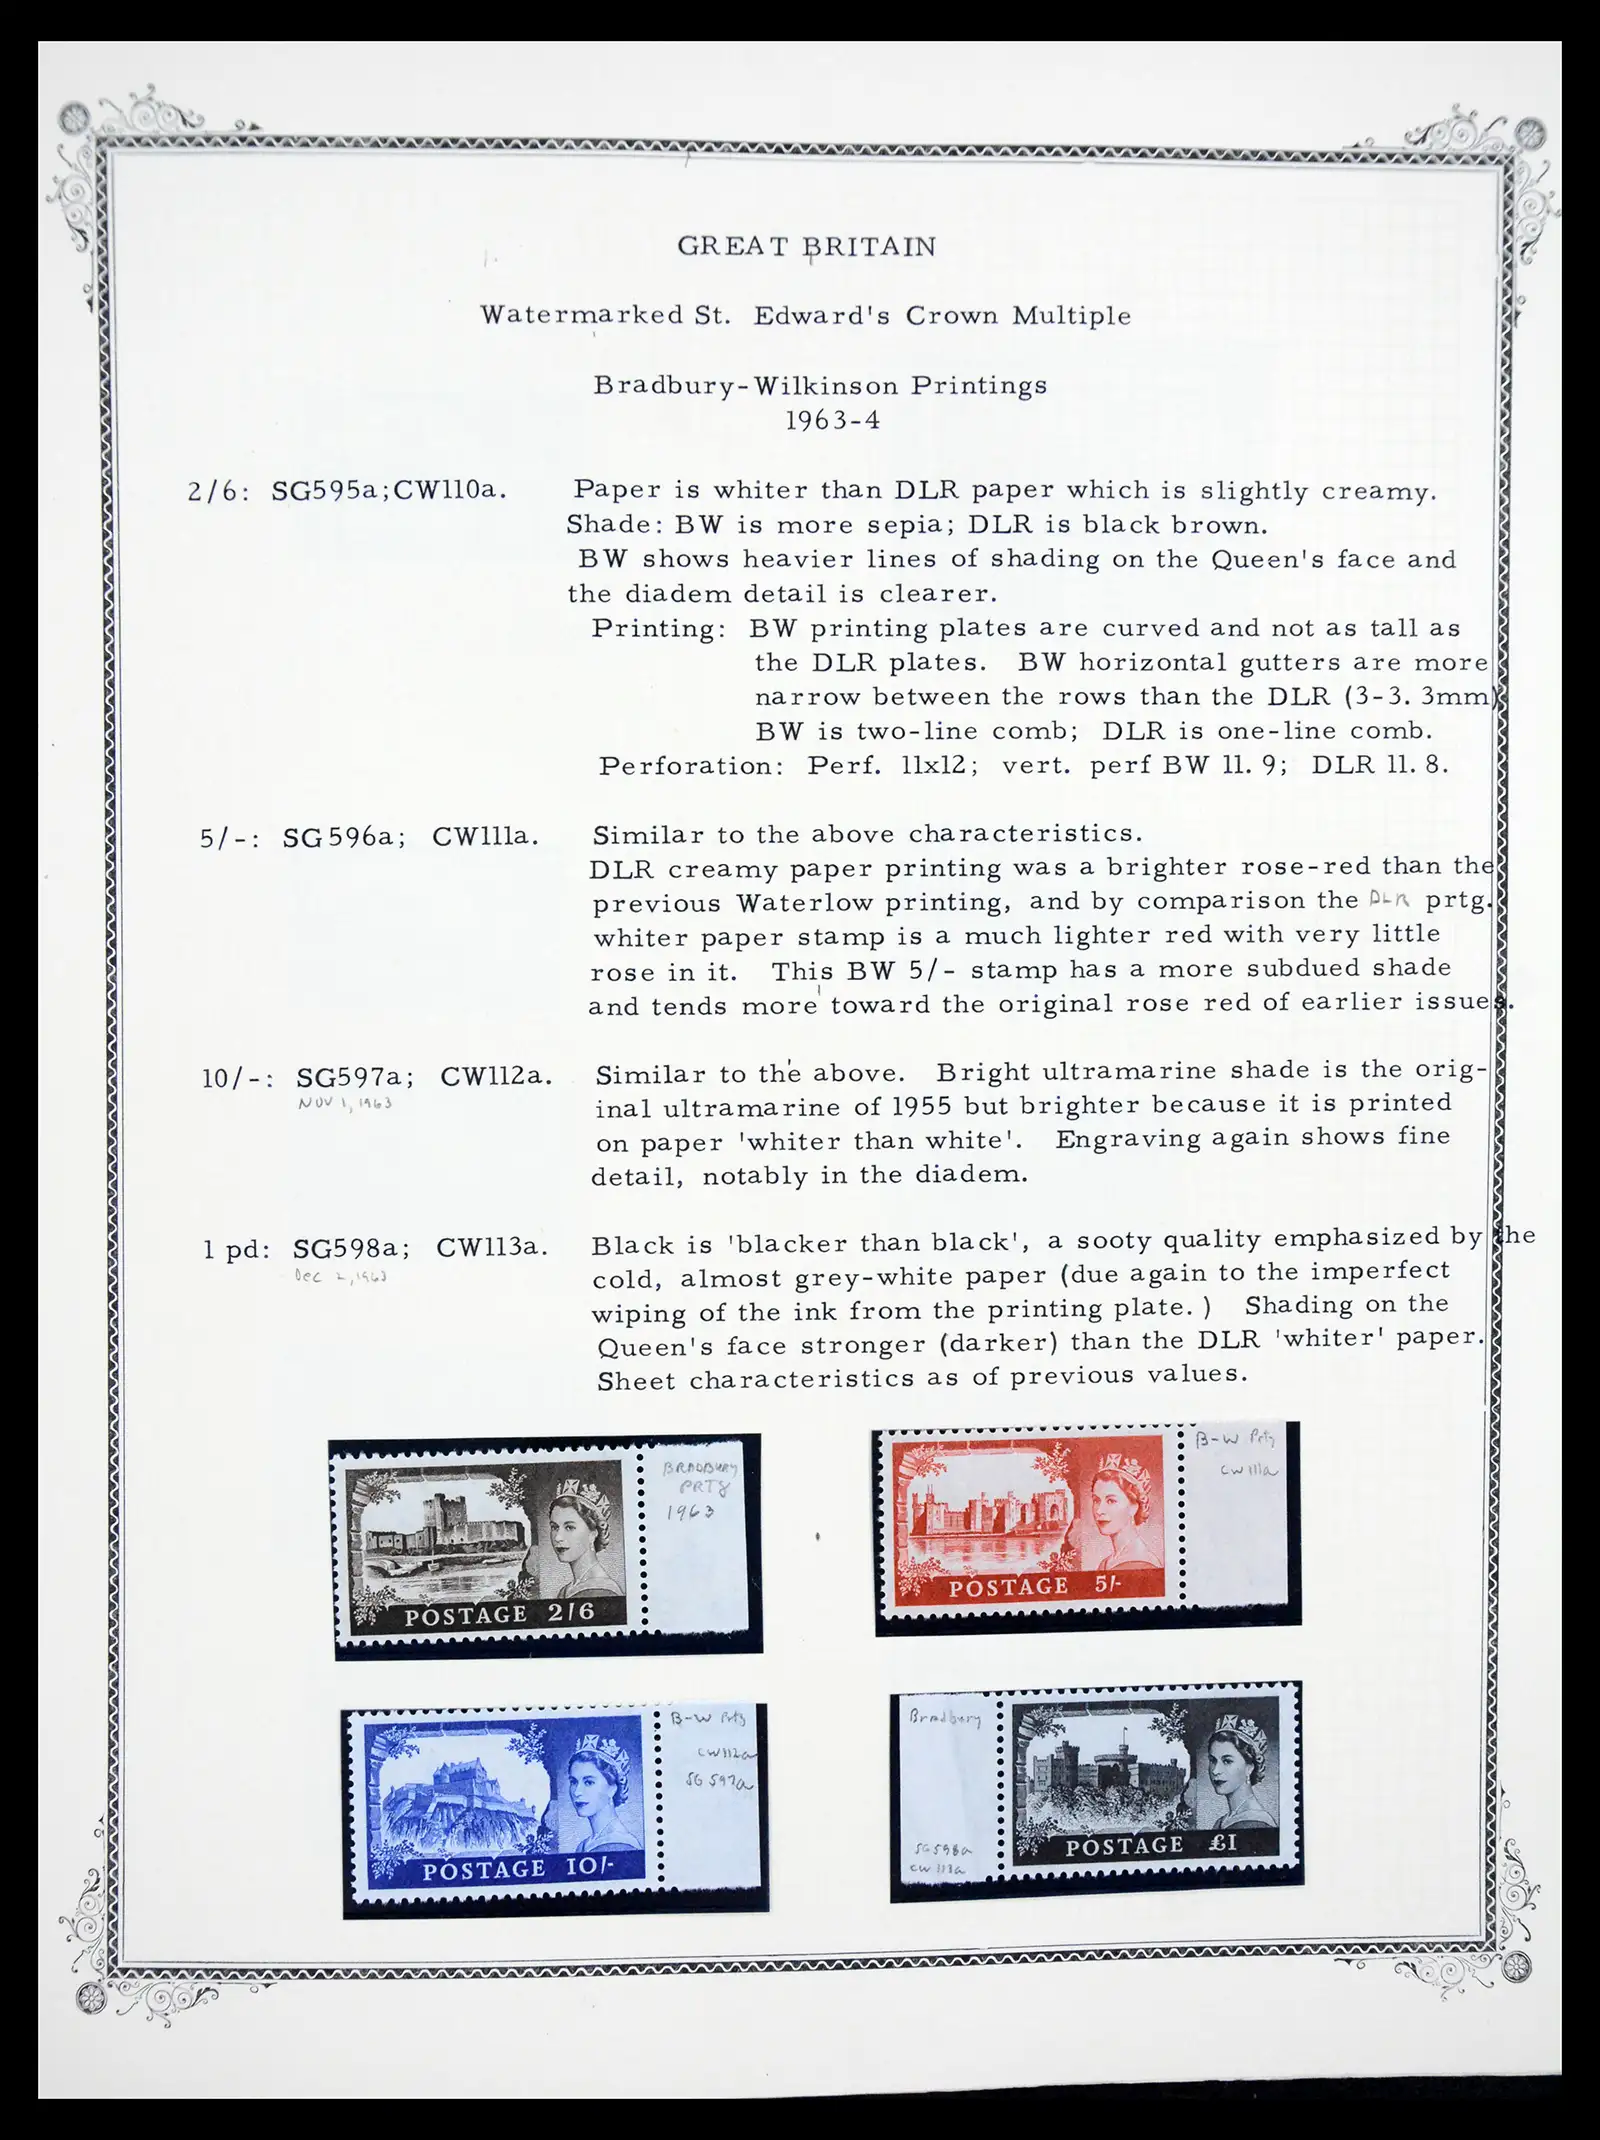 GREAT BRITAIN
Watermarked St. Edward's Crown Multiple
Bradbury-Wilkinson Printings
1963-4
2/6: SG595a;CW110a. Paper is whiter than DLR paper which is slightly creamy.
Shade: BW is more sepia; DLR is black brown.
BW shows heavier lines of shading on the Queen's face and
the diadem detail is clearer.
Printing: BW printing plates are curved and not as tall as
the DLR plates. BW horizontal gutters are more
narrow between the rows than the DLR (3-3. 3mm)
BW is two-line comb; DLR is one-line comb.
Perforation: Perf. 11x12; vert. perf BW 11. 9; DLR 11. 8.
5/-: SG596a; CW111a. Similar to the above characteristics.
DLR creamy paper printing was a brighter rose-red than the
previous Waterlow printing, and by comparison the DLR prtg.
whiter paper stamp is a much lighter red with very little
rose in it. This BW 5/- stamp has a more subdued shade
and tends more toward the original rose red of earlier issues.
10/-: SG597a; CW112a. Similar to the above. Bright ultramarine shade is the orig-
NOV 1, 1963
inal ultramarine of 1955 but brighter because it is printed
on paper 'whiter than white'. Engraving again shows fine
detail, notably in the diadem.
1 pd: SG598a; CW113a. Black is 'blacker than black', a sooty quality emphasized by the
Dec 2, 1963
cold, almost grey-white paper (due again to the imperfect
wiping of the ink from the printing plate. ) Shading on the
Queen's face stronger (darker) than the DLR 'whiter' paper.
Sheet characteristics as of previous values.
BRADBURY
PRTG
1963
POSTAGE 2/6
B-W Prtg
CW111a
POSTAGE 5/-
B-W Prtg
CW112a
SG 597a
POSTAGE 10/-
Bradbury
SG598a
CW 113a
POSTAGE £1